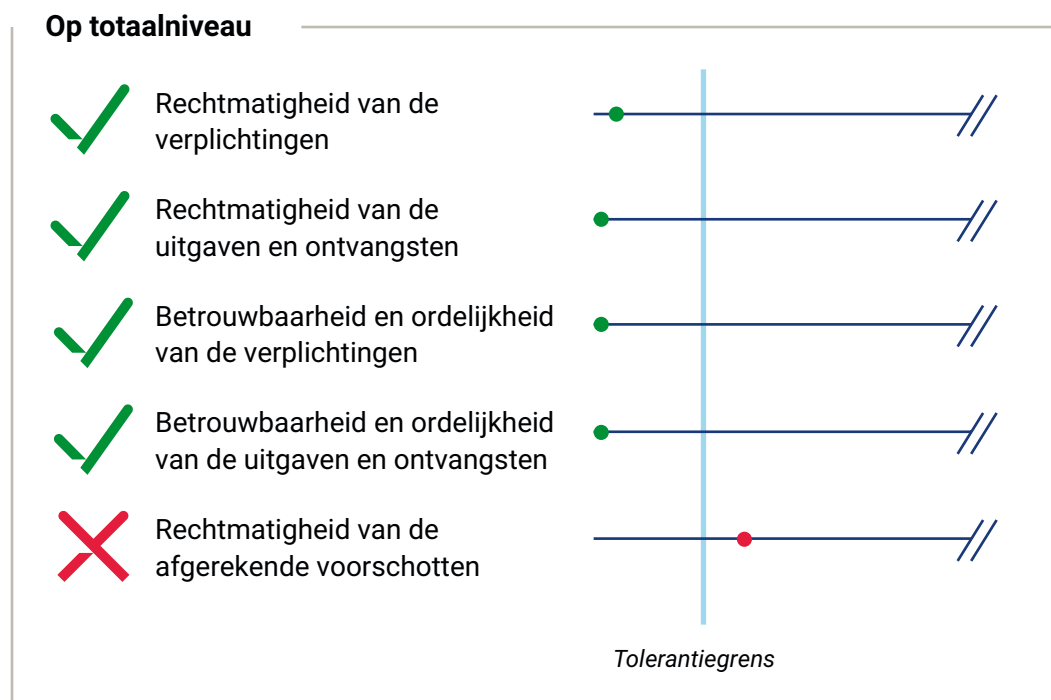 Op totaalniveau
Rechtmatigheid van de
verplichtingen
Rechtmatigheid van de
uitgaven en ontvangsten
Betrouwbaarheid en ordelijkheid
van de verplichtingen
Betrouwbaarheid en ordelijkheid
van de uitgaven en ontvangsten
Rechtmatigheid van de
afgerekende voorschotten
Tolerantiegrens